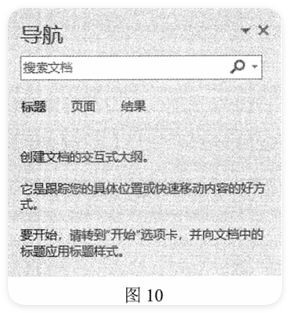 导航
搜索文档
标题 页面 结果
创建文档的交互式大纲。
它是跟踪您的具体位置或快速移动内容的好方
式。
要开始，请转到“开始”选项卡，并向文档中的
标题应用标题样式。
图 10